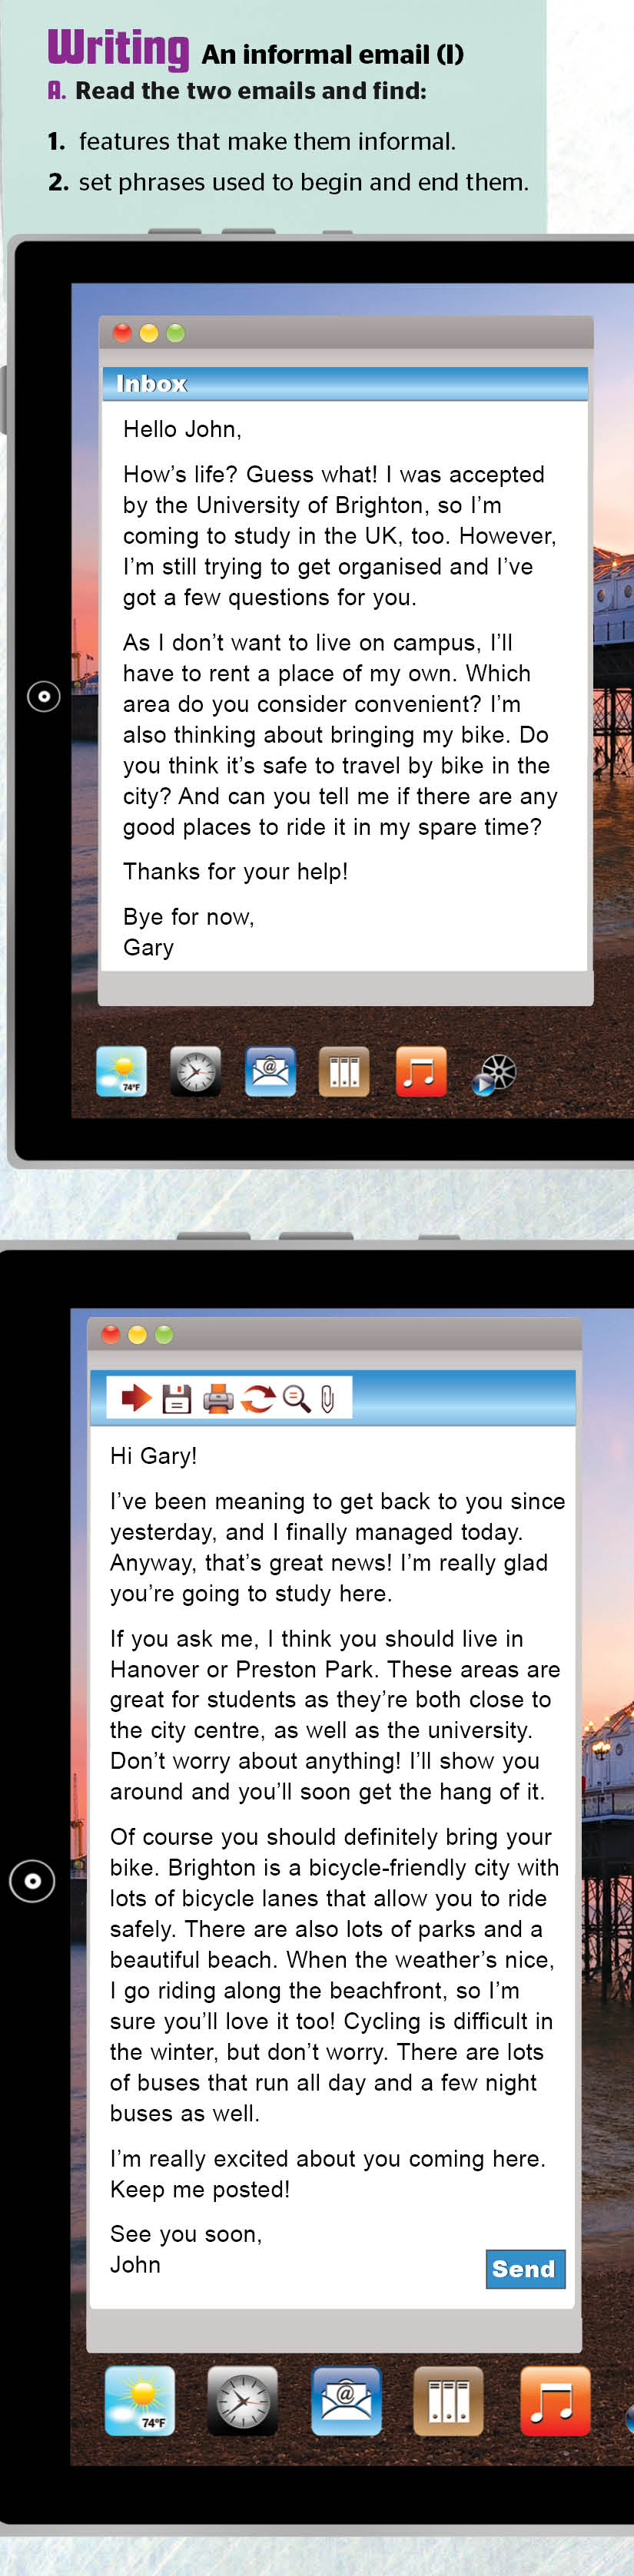 Writing An informal email (I)
A. Read the two emails and find:
1. features that make them informal.
2. set phrases used to begin and end them.
Inbox
Hello John,
How's life? Guess what! I was accepted
by the University of Brighton, so I'm
coming to study in the UK, too. However,
I'm still trying to get organised and I've
got a few questions for you.
As I don't want to live on campus, I'll
have to rent a place of my own. Which
area do you consider convenient? I'm
also thinking about bringing my bike. Do
you think it's safe to travel by bike in the
city? And can you tell me if there are any
good places to ride it in my spare time?
Thanks for your help!
Bye for now,
Gary
74°F
Hi Gary!
I've been meaning to get back to you since
yesterday, and I finally managed today.
Anyway, that's great news! I'm really glad
you're going to study here.
If you ask me, I think you should live in
Hanover or Preston Park. These areas are
great for students as they're both close to
the city centre, as well as the university.
Don't worry about anything! I'll show you
around and you'll soon get the hang of it.
Of course you should definitely bring your
bike. Brighton is a bicycle-friendly city with
lots of bicycle lanes that allow you to ride
safely. There are also lots of parks and a
beautiful beach. When the weather's nice,
I go riding along the beachfront, so I'm
sure you'll love it too! Cycling is difficult in
the winter, but don't worry. There are lots
of buses that run all day and a few night
buses as well.
I'm really excited about you coming here.
Keep me posted!
See you soon,
John
Send
74°F